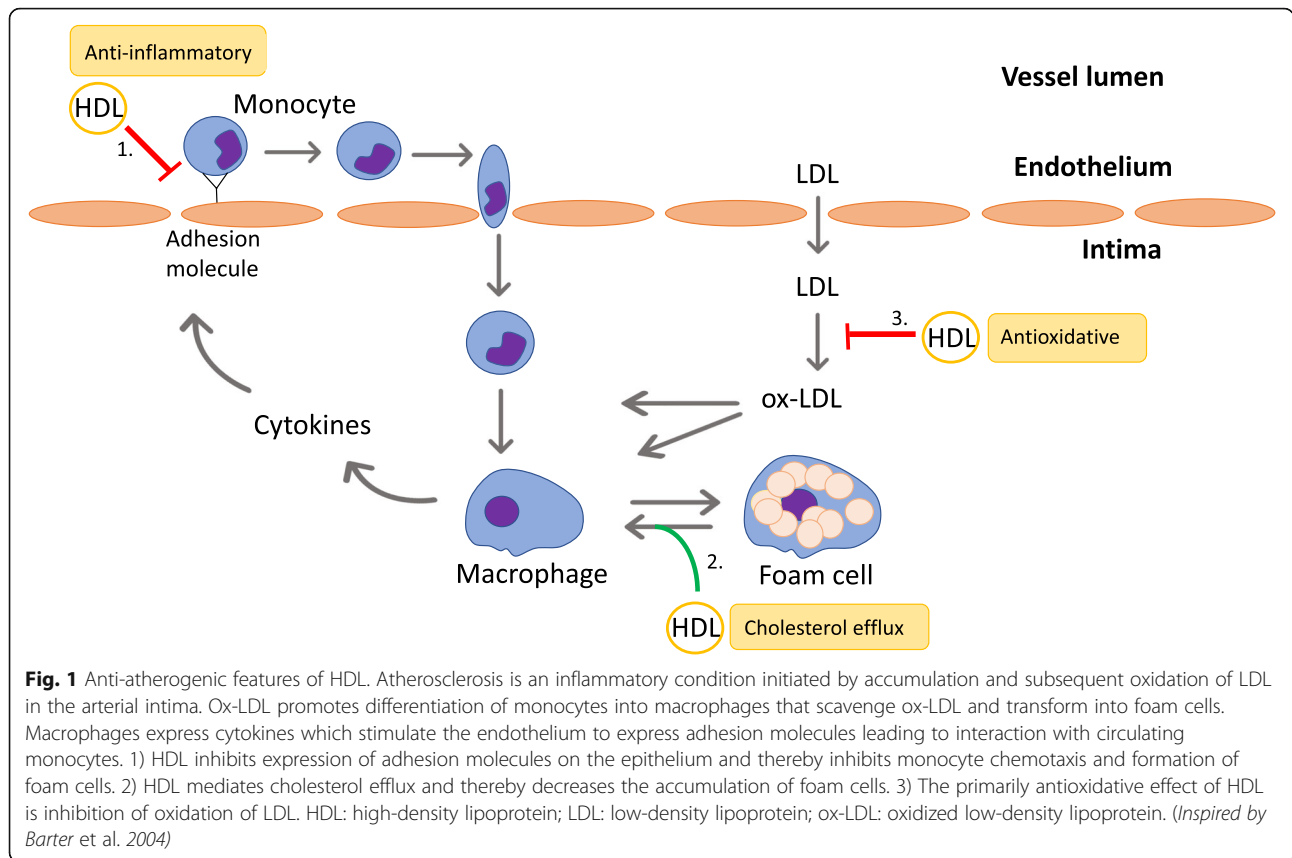 Anti-inflammatory
HDL
Monocyte
1.
Vessel lumen
Endothelium
LDL
Adhesion
molecule
Intima
LDL
3.
HDL
Antioxidative
ox-LDL
Cytokines
Macrophage
2.
Foam cell
HDL
Cholesterol efflux
Fig. 1 Anti-atherogenic features of HDL. Atherosclerosis is an inflammatory condition initiated by accumulation and subsequent oxidation of LDL
in the arterial intima. Ox-LDL promotes differentiation of monocytes into macrophages that scavenge ox-LDL and transform into foam cells.
Macrophages express cytokines which stimulate the endothelium to express adhesion molecules leading to interaction with circulating
monocytes. 1) HDL inhibits expression of adhesion molecules on the epithelium and thereby inhibits monocyte chemotaxis and formation of
foam cells. 2) HDL mediates cholesterol efflux and thereby decreases the accumulation of foam cells. 3) The primarily antioxidative effect of HDL
is inhibition of oxidation of LDL. HDL: high-density lipoprotein; LDL: low-density lipoprotein; ox-LDL: oxidized low-density lipoprotein. (Inspired by
Barter et al. 2004)